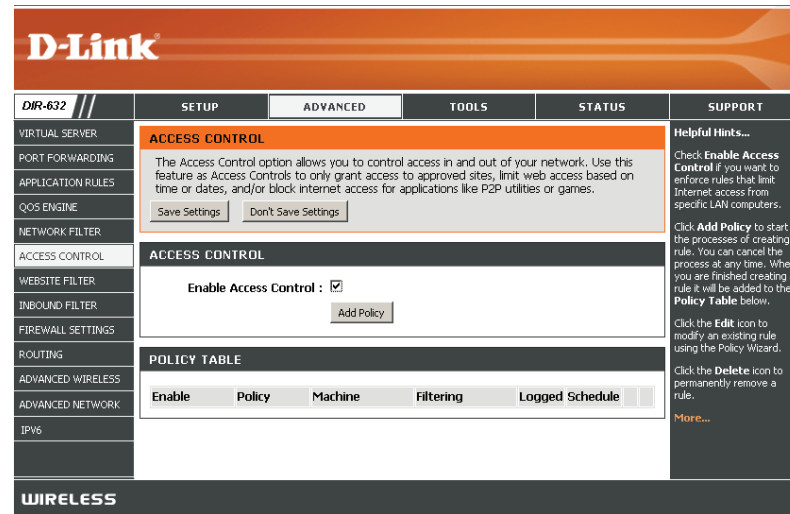 D-Link
DIR-632
SETUP
ADVANCED
TOOLS
STATUS
SUPPORT
VIRTUAL SERVER
PORT FORWARDING
APPLICATION RULES
QOS ENGINE
NETWORK FILTER
ACCESS CONTROL
WEBSITE FILTER
INBOUND FILTER
FIREWALL SETTINGS
ROUTING
ADVANCED WIRELESS
ADVANCED NETWORK
IPV6
ACCESS CONTROL
The Access Control option allows you to control access in and out of your network. Use this
feature as Access Controls to only grant access to approved sites, limit web access based on
time or dates, and/or block internet access for applications like P2P utilities or games.
Save Settings
Don't Save Settings
ACCESS CONTROL
Enable Access Control :
Add Policy
POLICY TABLE
Enable Policy Machine Filtering Logged Schedule
Helpful Hints...
Check Enable Access
Control if you want to
enforce rules that limit
Internet access from
specific LAN computers.
Click Add Policy to start
the processes of creating
rule. You can cancel the
process at any time. Whe
you are finished creating
rule it will be added to the
Policy Table below.
Click the Edit icon to
modify an existing rule
using the Policy Wizard.
Click the Delete icon to
permanently remove a
rule.
More...
WIRELESS